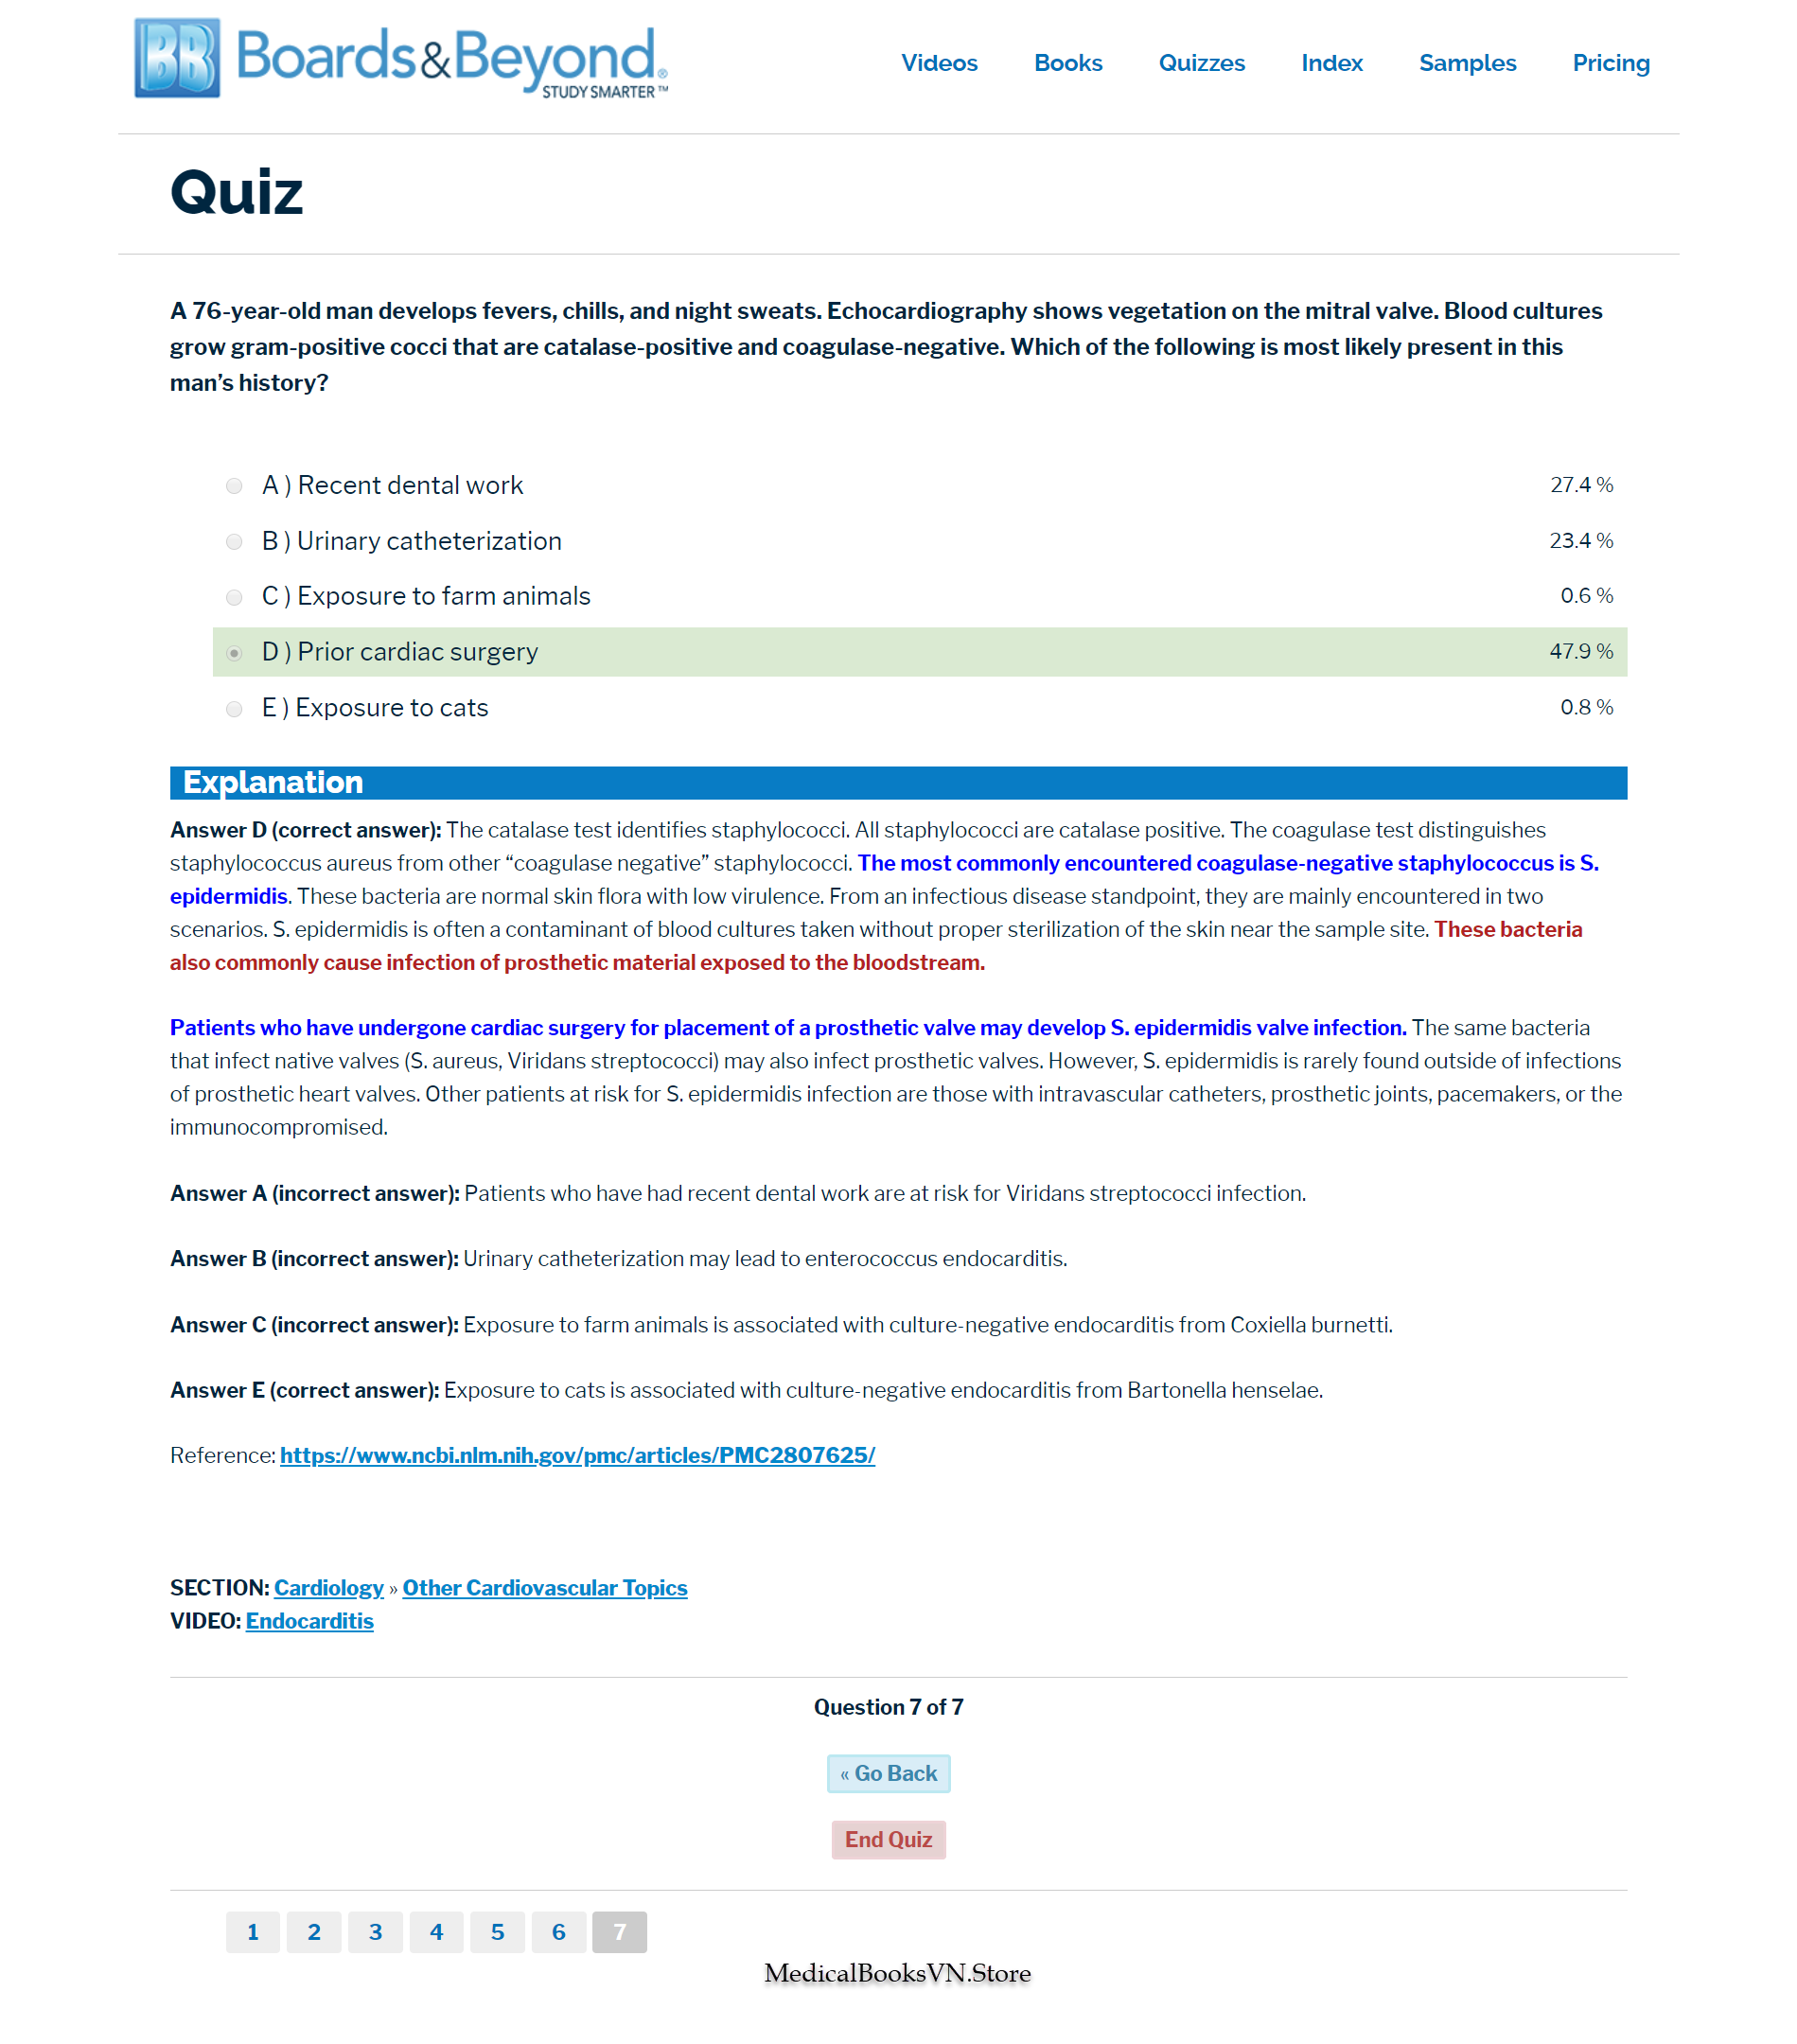 BB Boards&Beyond®
STUDY SMARTER™
Videos Books Quizzes Index Samples Pricing
Quiz
A 76-year-old man develops fevers, chills, and night sweats. Echocardiography shows vegetation on the mitral valve. Blood cultures
grow gram-positive cocci that are catalase-positive and coagulase-negative. Which of the following is most likely present in this
man’s history?
A ) Recent dental work 27.4 %
B ) Urinary catheterization 23.4 %
C ) Exposure to farm animals 0.6 %
D ) Prior cardiac surgery 47.9 %
E ) Exposure to cats 0.8 %
Explanation
Answer D (correct answer): The catalase test identifies staphylococci. All staphylococci are catalase positive. The coagulase test distinguishes
staphylococcus aureus from other “coagulase negative” staphylococci. The most commonly encountered coagulase-negative staphylococcus is S.
epidermidis. These bacteria are normal skin flora with low virulence. From an infectious disease standpoint, they are mainly encountered in two
scenarios. S. epidermidis is often a contaminant of blood cultures taken without proper sterilization of the skin near the sample site. These bacteria
also commonly cause infection of prosthetic material exposed to the bloodstream.
Patients who have undergone cardiac surgery for placement of a prosthetic valve may develop S. epidermidis valve infection. The same bacteria
that infect native valves (S. aureus, Viridans streptococci) may also infect prosthetic valves. However, S. epidermidis is rarely found outside of infections
of prosthetic heart valves. Other patients at risk for S. epidermidis infection are those with intravascular catheters, prosthetic joints, pacemakers, or the
immunocompromised.
Answer A (incorrect answer): Patients who have had recent dental work are at risk for Viridans streptococci infection.
Answer B (incorrect answer): Urinary catheterization may lead to enterococcus endocarditis.
Answer C (incorrect answer): Exposure to farm animals is associated with culture-negative endocarditis from Coxiella burnetti.
Answer E (correct answer): Exposure to cats is associated with culture-negative endocarditis from Bartonella henselae.
Reference: https://www.ncbi.nlm.nih.gov/pmc/articles/PMC2807625/
SECTION: Cardiology » Other Cardiovascular Topics
VIDEO: Endocarditis
Question 7 of 7
« Go Back
End Quiz
1 2 3 4 5 6 7
MedicalBooksVN.Store